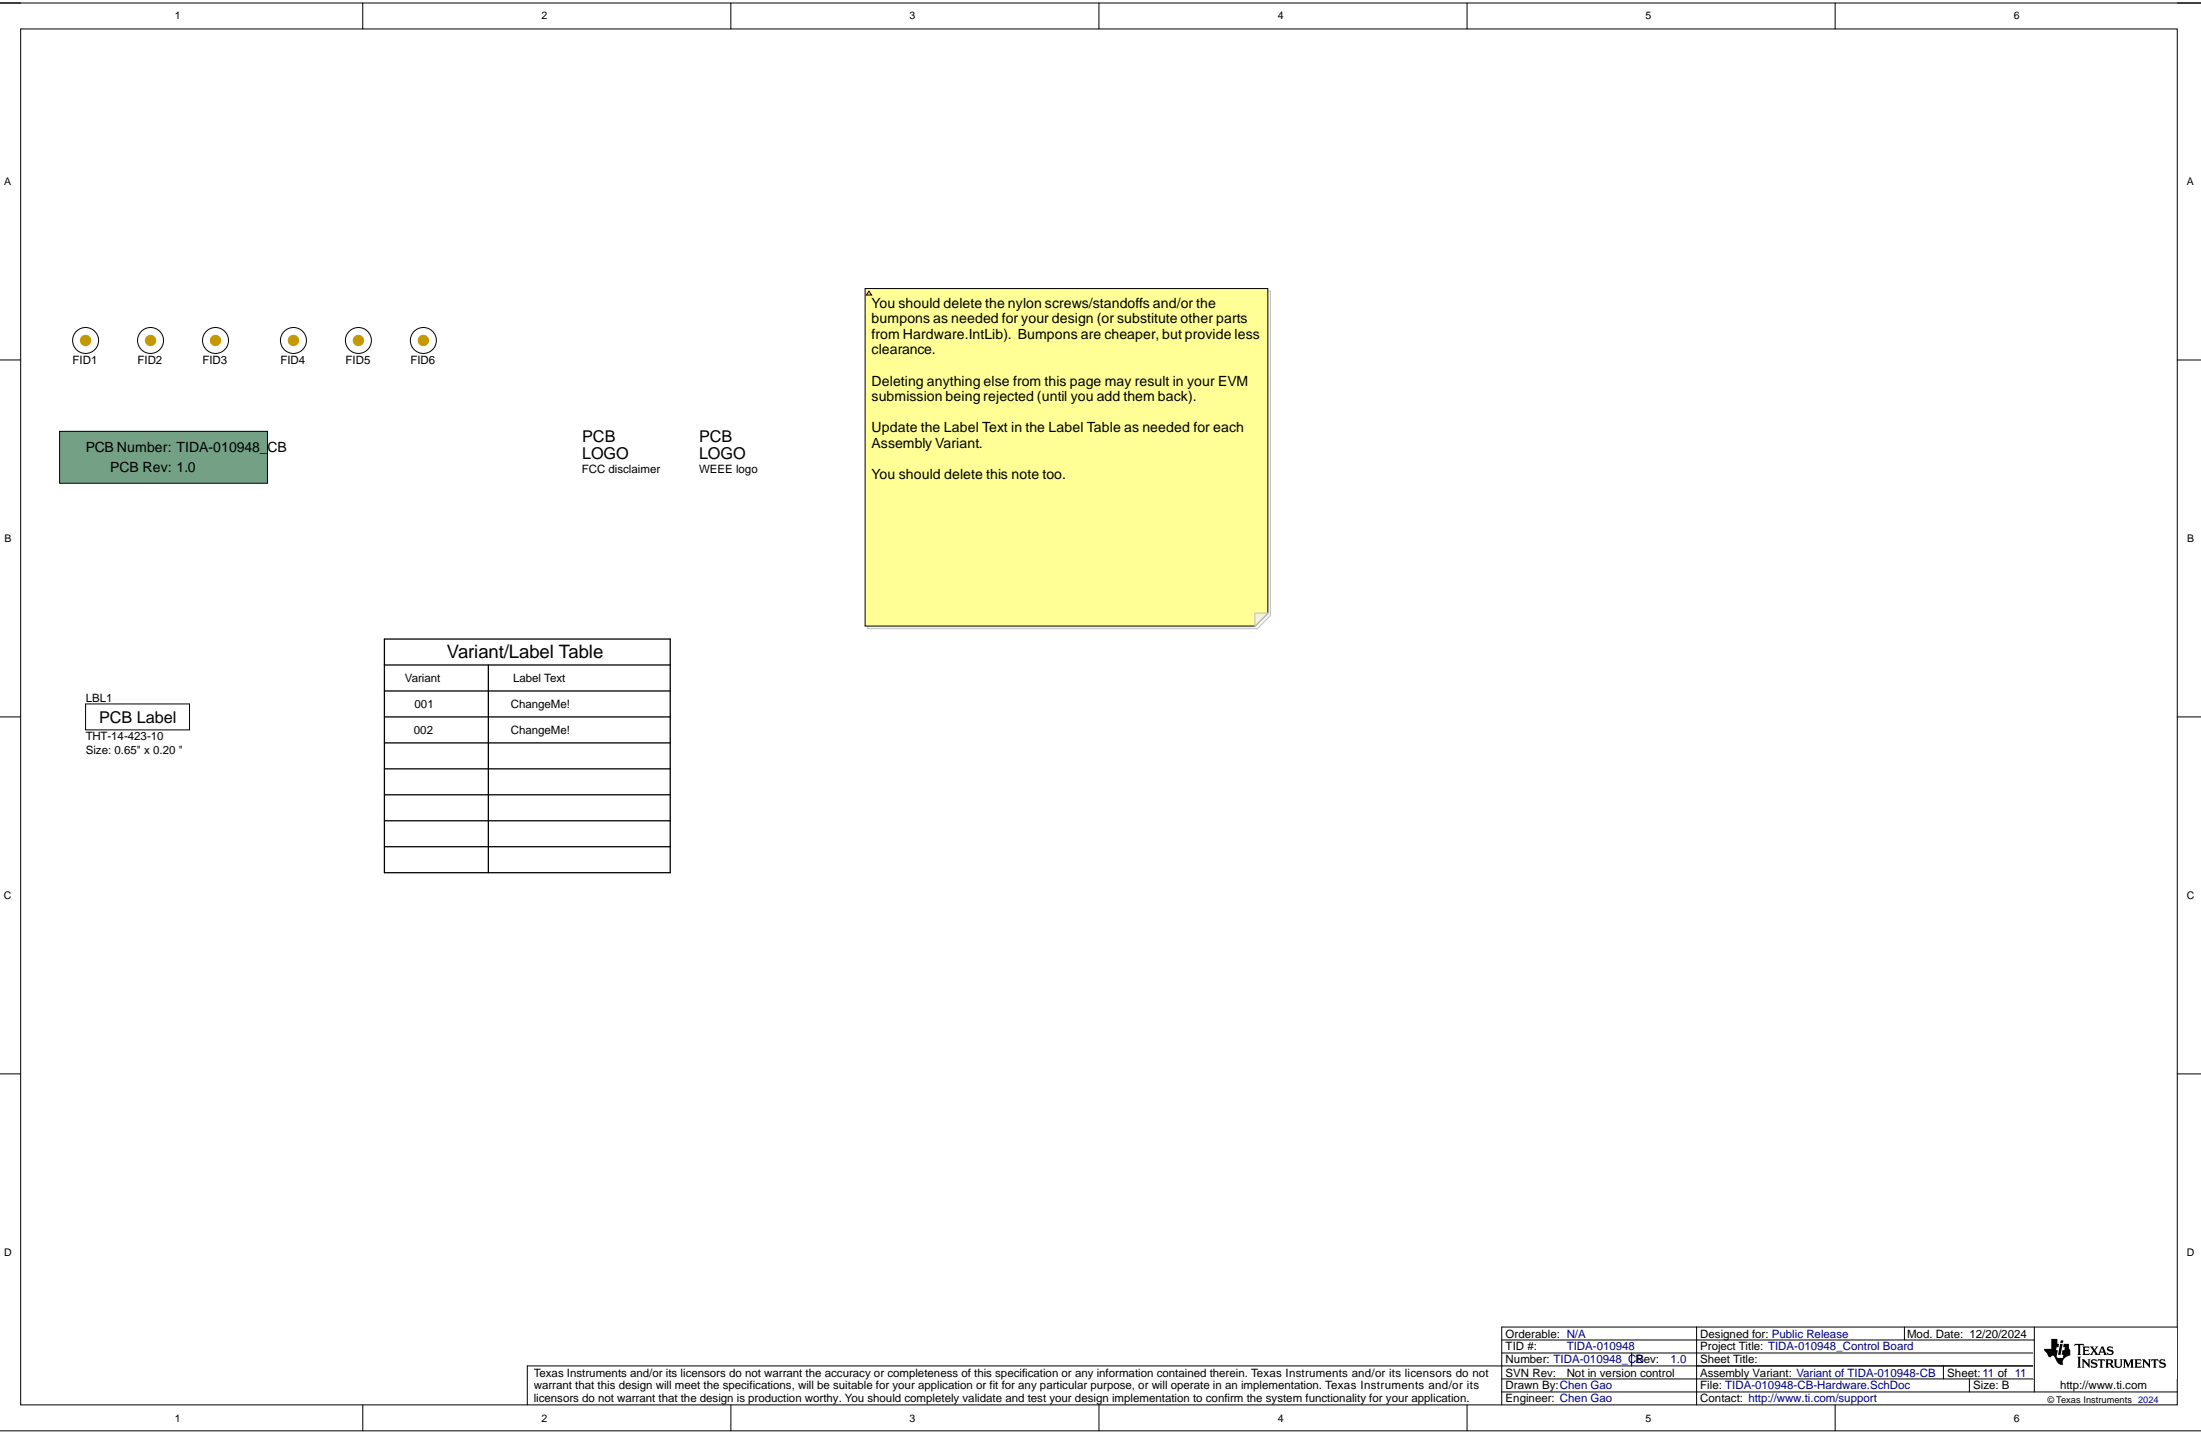 1 2 3 4 5 6
A A
You should delete the nylon screws/standoffs and/or the
bumpons as needed for your design (or substitute other parts
from Hardware.IntLib).  Bumpons are cheaper, but provide less
clearance.
Deleting anything else from this page may result in your EVM
submission being rejected (until you add them back).
Update the Label Text in the Label Table as needed for each
Assembly Variant.
You should delete this note too.
FID1 FID2 FID3 FID4 FID5 FID6
PCB Number: TIDA-010948_CB
PCB Rev: 1.0
PCB
LOGO
FCC disclaimer
PCB
LOGO
WEEE logo
B B
Variant/Label Table
Variant Label Text
001 ChangeMe!
002 ChangeMe!
LBL1
PCB Label
THT-14-423-10
Size: 0.65" x 0.20 "
C C
D D
Texas Instruments and/or its licensors do not warrant the accuracy or completeness of this specification or any information contained therein. Texas Instruments and/or its licensors do not
warrant that this design will meet the specifications, will be suitable for your application or fit for any particular purpose, or will operate in an implementation. Texas Instruments and/or its
licensors do not warrant that the design is production worthy. You should completely validate and test your design implementation to confirm the system functionality for your application.
Orderable: N/A Designed for: Public Release Mod. Date: 12/20/2024
TID #: TIDA-010948 Project Title: TIDA-010948_Control Board
Number: TIDA-010948_CB Rev: 1.0 Sheet Title:
SVN Rev: Not in version control Assembly Variant: Variant of TIDA-010948-CB Sheet: 11 of 11
Drawn By: Chen Gao File: TIDA-010948-CB-Hardware.SchDoc Size: B
Engineer: Chen Gao Contact: http://www.ti.com/support
TEXAS
INSTRUMENTS
http://www.ti.com
© Texas Instruments 2024
1 2 3 4 5 6